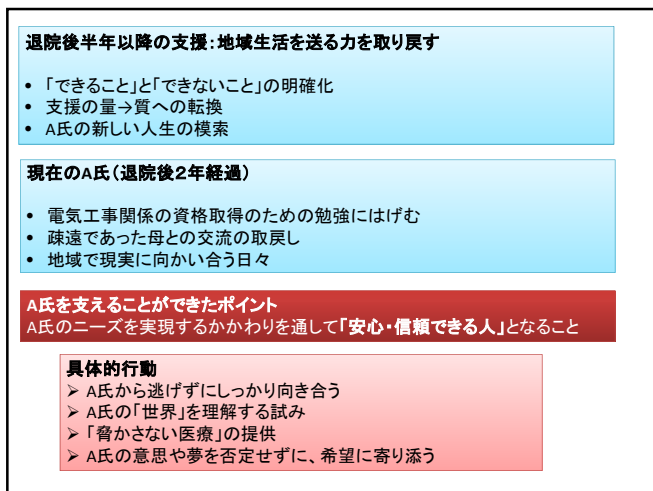 退院後半年以降の支援：地域生活を送る力を取り戻す
• 「できること」と「できないこと」の明確化
• 支援の量→質への転換
• A氏の新しい人生の模索
現在のA氏（退院後２年経過）
• 電気工事関係の資格取得のための勉強にはげむ
• 疎遠であった母との交流の取戻し
• 地域で現実に向かい合う日々
A氏を支えることができたポイント
A氏のニーズを実現するかかわりを通して「安心・信頼できる人」となること
具体的行動
➢ A氏から逃げずにしっかり向き合う
➢ A氏の「世界」を理解する試み
➢ 「脅かさない医療」の提供
➢ A氏の意思や夢を否定せずに、希望に寄り添う